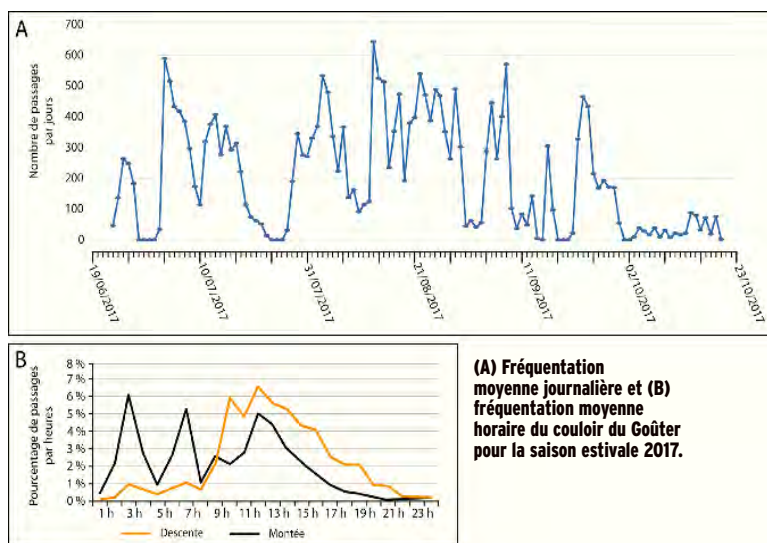 A
Nombre de passages
par jours
700
600
500
400
300
200
100
0
19/06/2017
10/07/2017
31/07/2017
21/08/2017
11/09/2017
02/10/2017
23/10/2017
B
Pourcentage de passages
par heures
8 %
7 %
6 %
5 %
4 %
3 %
2 %
1 %
0 %
1 h 3 h 5 h 7 h 9 h 11 h 13 h 15 h 17 h 19 h 21 h 23 h
Descente Montée
(A) Fréquentation
moyenne journalière et (B)
fréquentation moyenne
horaire du couloir du Goûter
pour la saison estivale 2017.